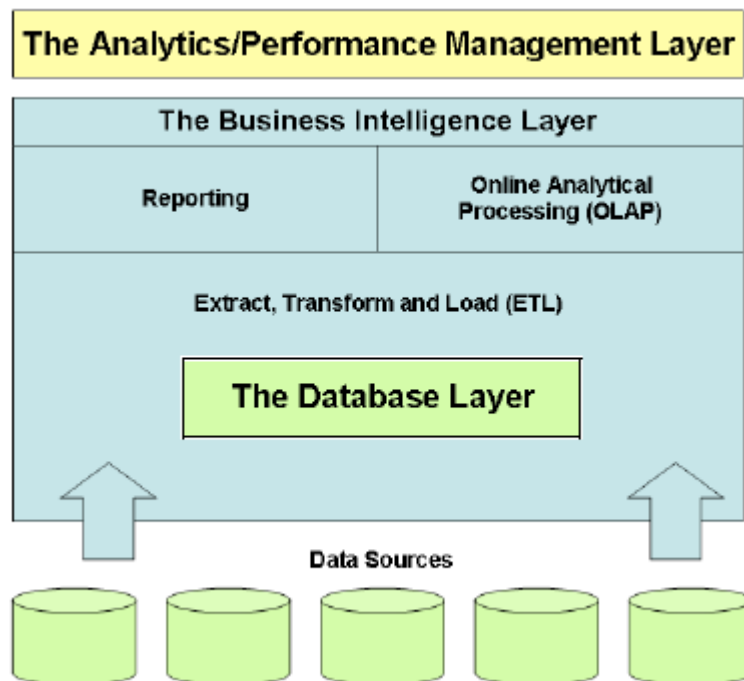 The Analytics/Performance Management Layer
The Business Intelligence Layer
Reporting
Online Analytical
Processing (OLAP)
Extract, Transform and Load (ETL)
The Database Layer
Data Sources